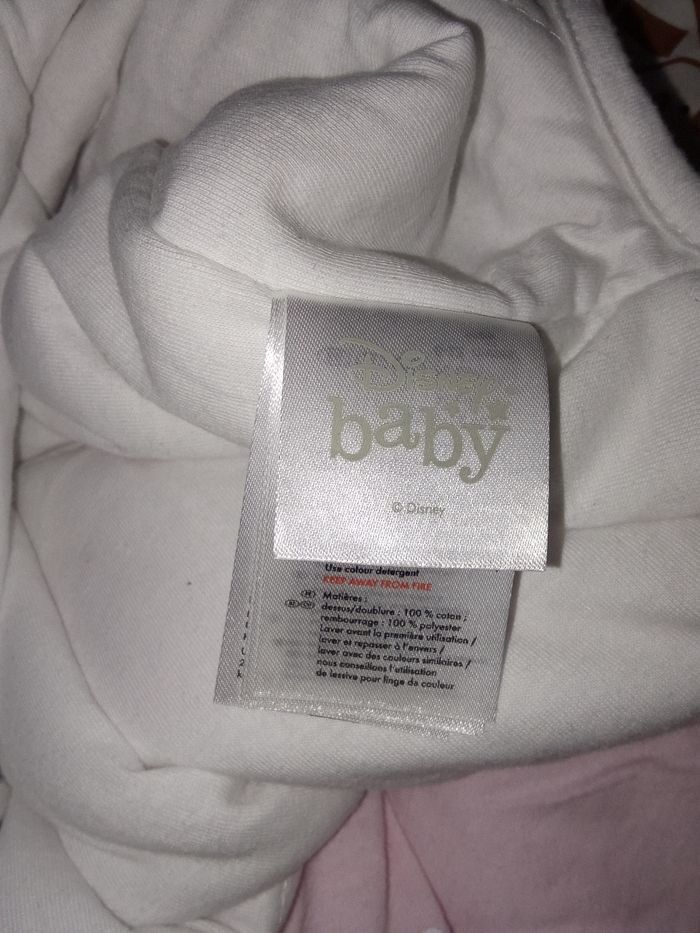 Disney
baby
© Disney
Use colour detergent
KEEP AWAY FROM FIRE
Matières :
dessus/doublure : 100 % coton ;
rembourrage : 100 % polyester
Laver avant la première utilisation /
laver et repasser à l'envers /
laver avec des couleurs similaires /
nous conseillons l'utilisation
de lessive pour linge de couleur